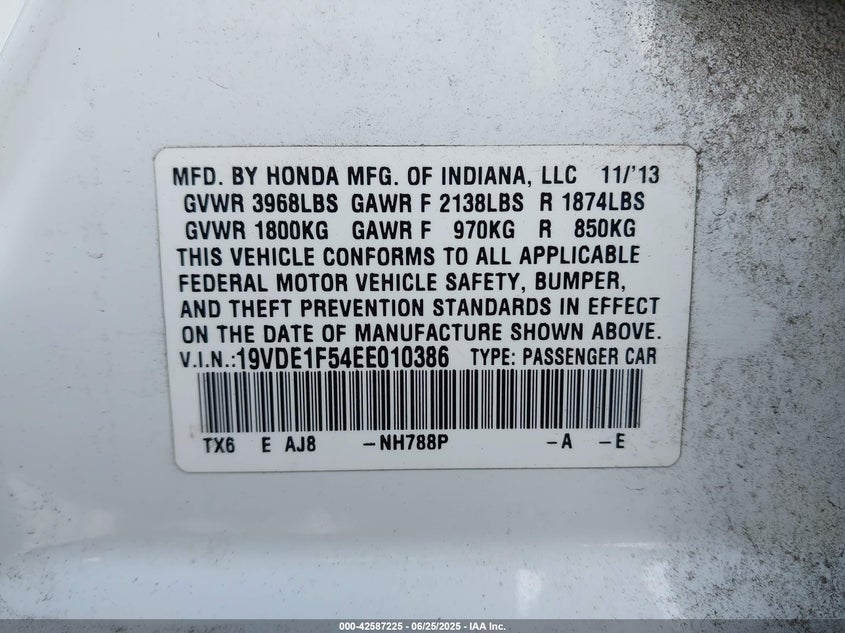 MFD. BY HONDA MFG. OF INDIANA, LLC 11/'13
GVWR 3968LBS GAWR F 2138LBS R 1874LBS
GVWR 1800KG GAWR F 970KG R 850KG
THIS VEHICLE CONFORMS TO ALL APPLICABLE
FEDERAL MOTOR VEHICLE SAFETY, BUMPER,
AND THEFT PREVENTION STANDARDS IN EFFECT
ON THE DATE OF MANUFACTURE SHOWN ABOVE.
V.I.N.:19VDE1F54EE010386 TYPE: PASSENGER CAR
TX6 E AJ8 -NH788P -A -E
000-42587225 - 06/25/2025 - IAA Inc.